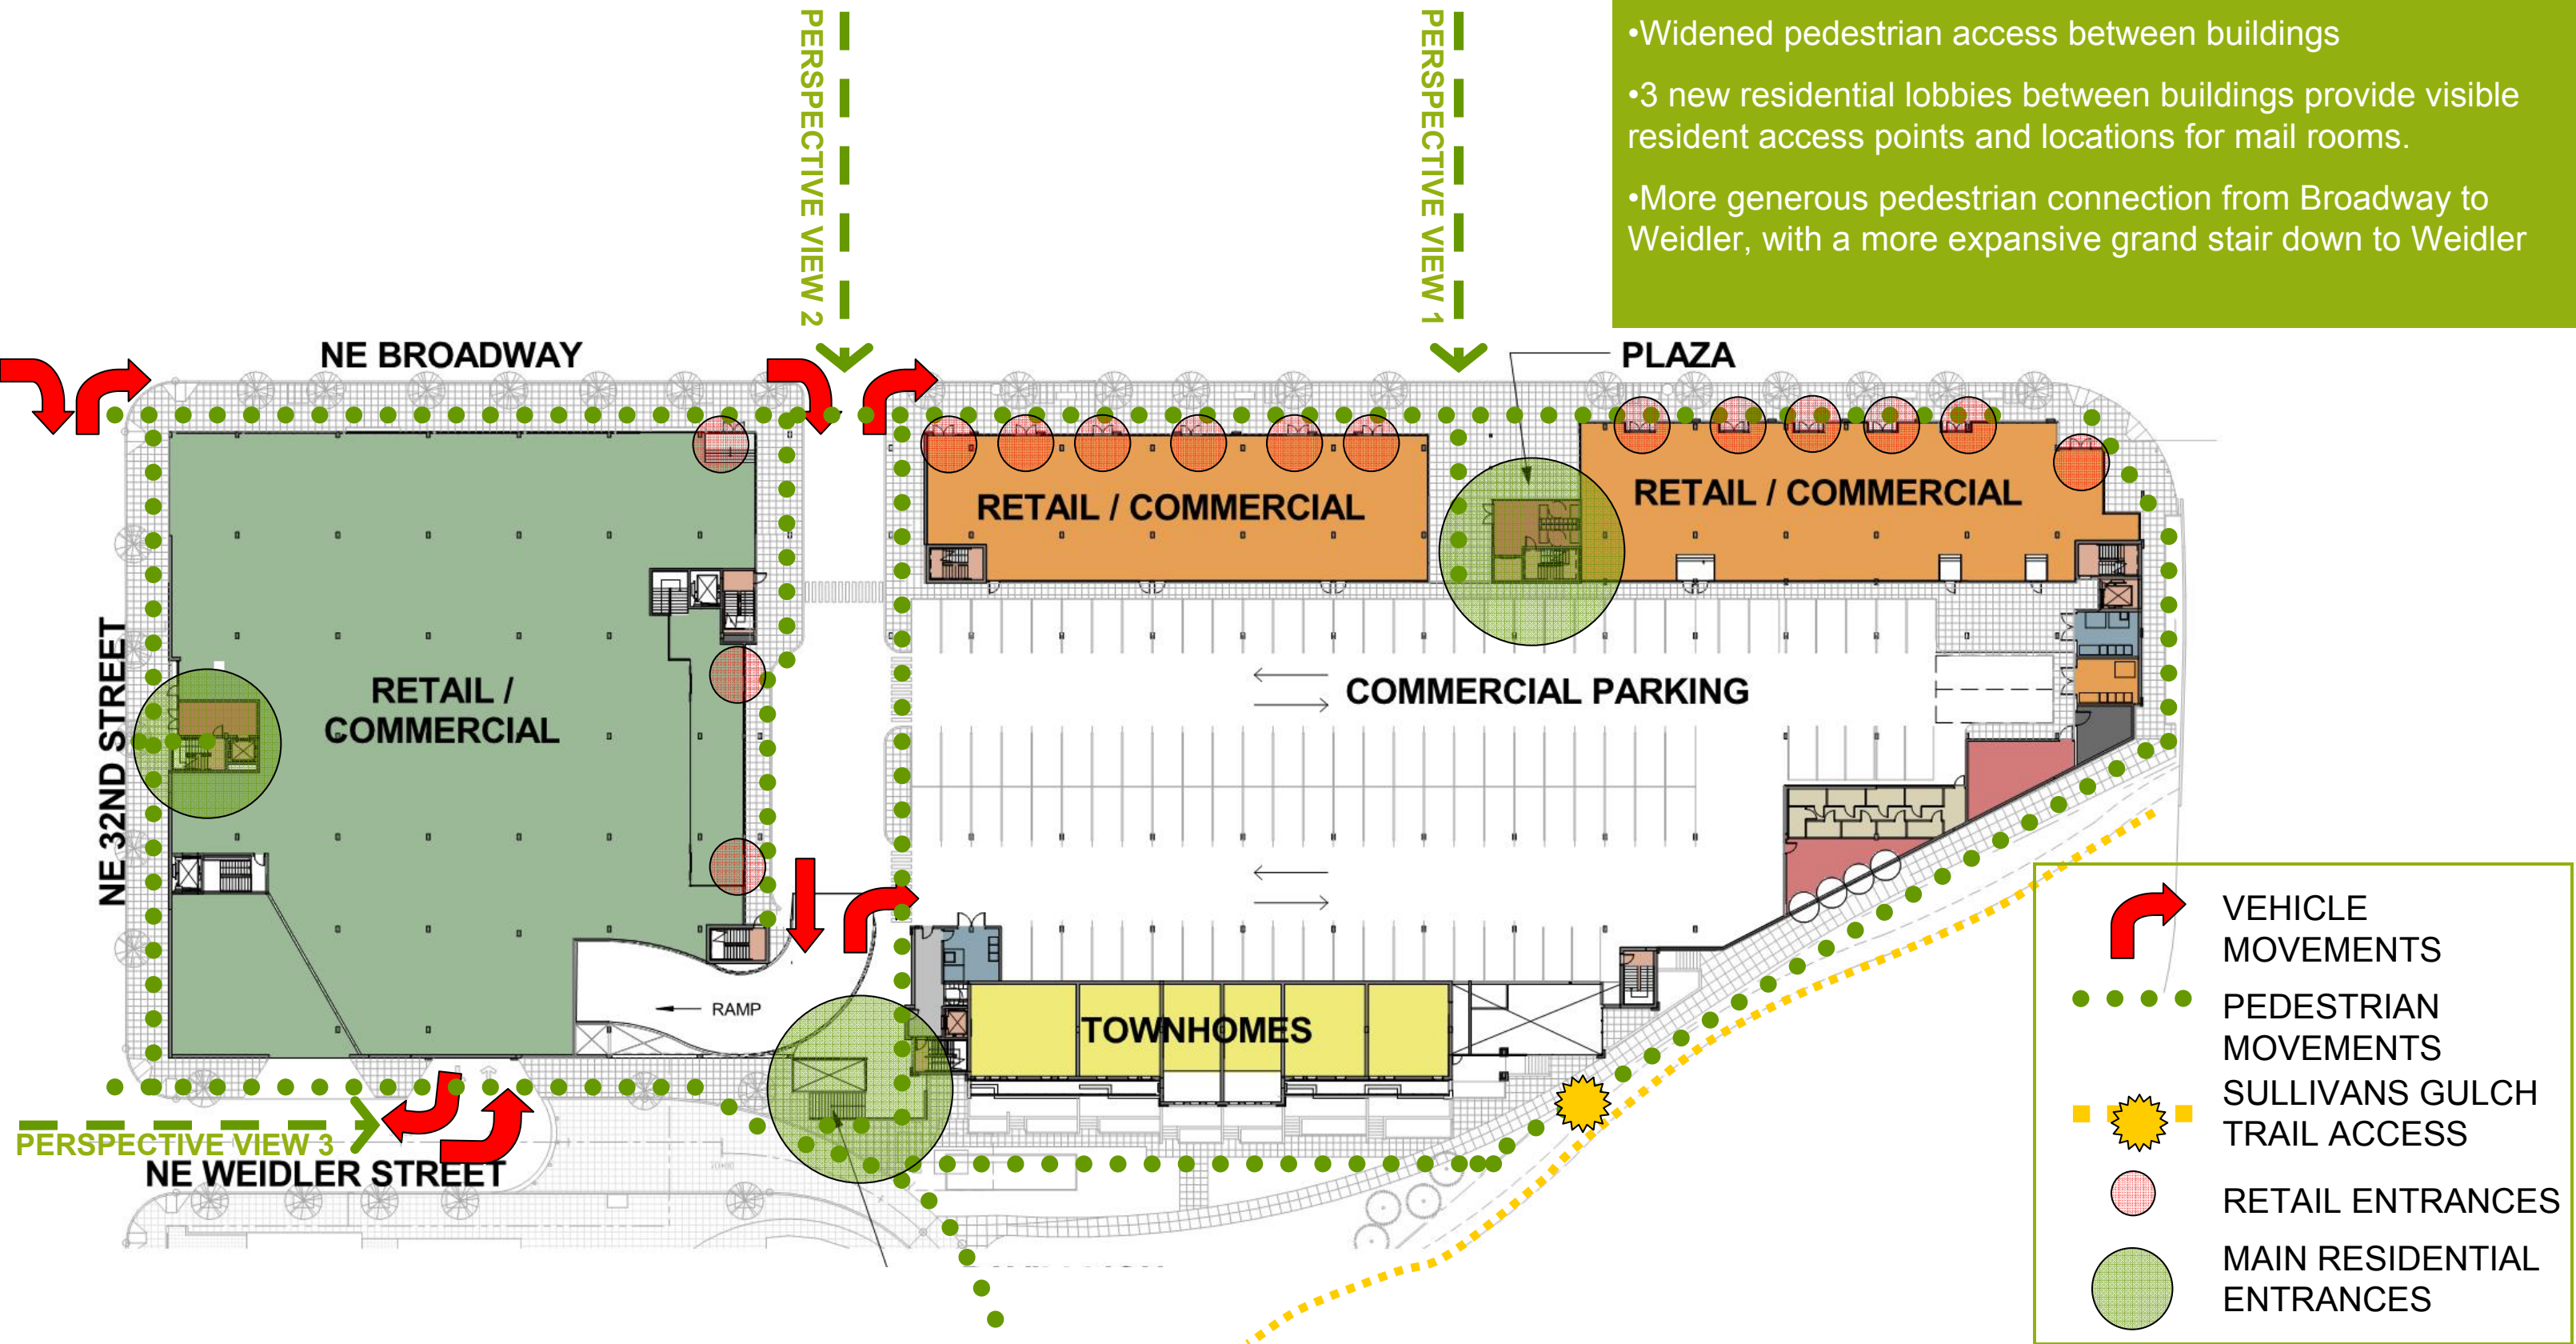 •Widened pedestrian access between buildings
•3 new residential lobbies between buildings provide visible
resident access points and locations for mail rooms.
•More generous pedestrian connection from Broadway to
Weidler, with a more expansive grand stair down to Weidler
PERSPECTIVE VIEW 2
PERSPECTIVE VIEW 1
NE BROADWAY
PLAZA
RETAIL / COMMERCIAL
RETAIL / COMMERCIAL
NE 32ND STREET
RETAIL /
COMMERCIAL
COMMERCIAL PARKING
RAMP
TOWNHOMES
PERSPECTIVE VIEW 3
NE WEIDLER STREET
VEHICLE
MOVEMENTS
PEDESTRIAN
MOVEMENTS
SULLIVANS GULCH
TRAIL ACCESS
RETAIL ENTRANCES
MAIN RESIDENTIAL
ENTRANCES